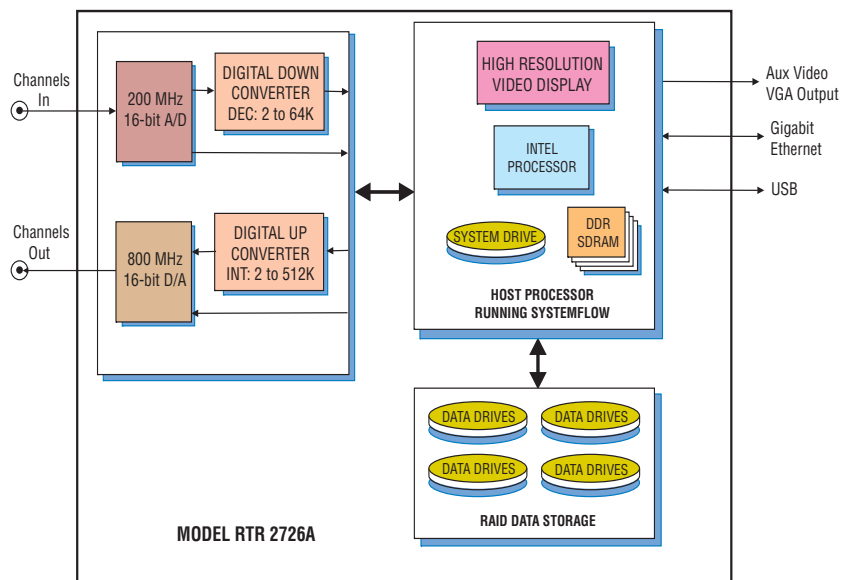 Channels
In
200 MHz
16-bit A/D
DIGITAL DOWN
CONVERTER
DEC: 2 to 64K
Channels
Out
800 MHz
16-bit D/A
DIGITAL UP
CONVERTER
INT: 2 to 512K
HIGH RESOLUTION
VIDEO DISPLAY
INTEL
PROCESSOR
SYSTEM DRIVE
DDR
SDRAM
HOST PROCESSOR
RUNNING SYSTEMFLOW
Aux Video
VGA Output
Gigabit
Ethernet
USB
DATA DRIVES
DATA DRIVES
DATA DRIVES
DATA DRIVES
RAID DATA STORAGE
MODEL RTR 2726A